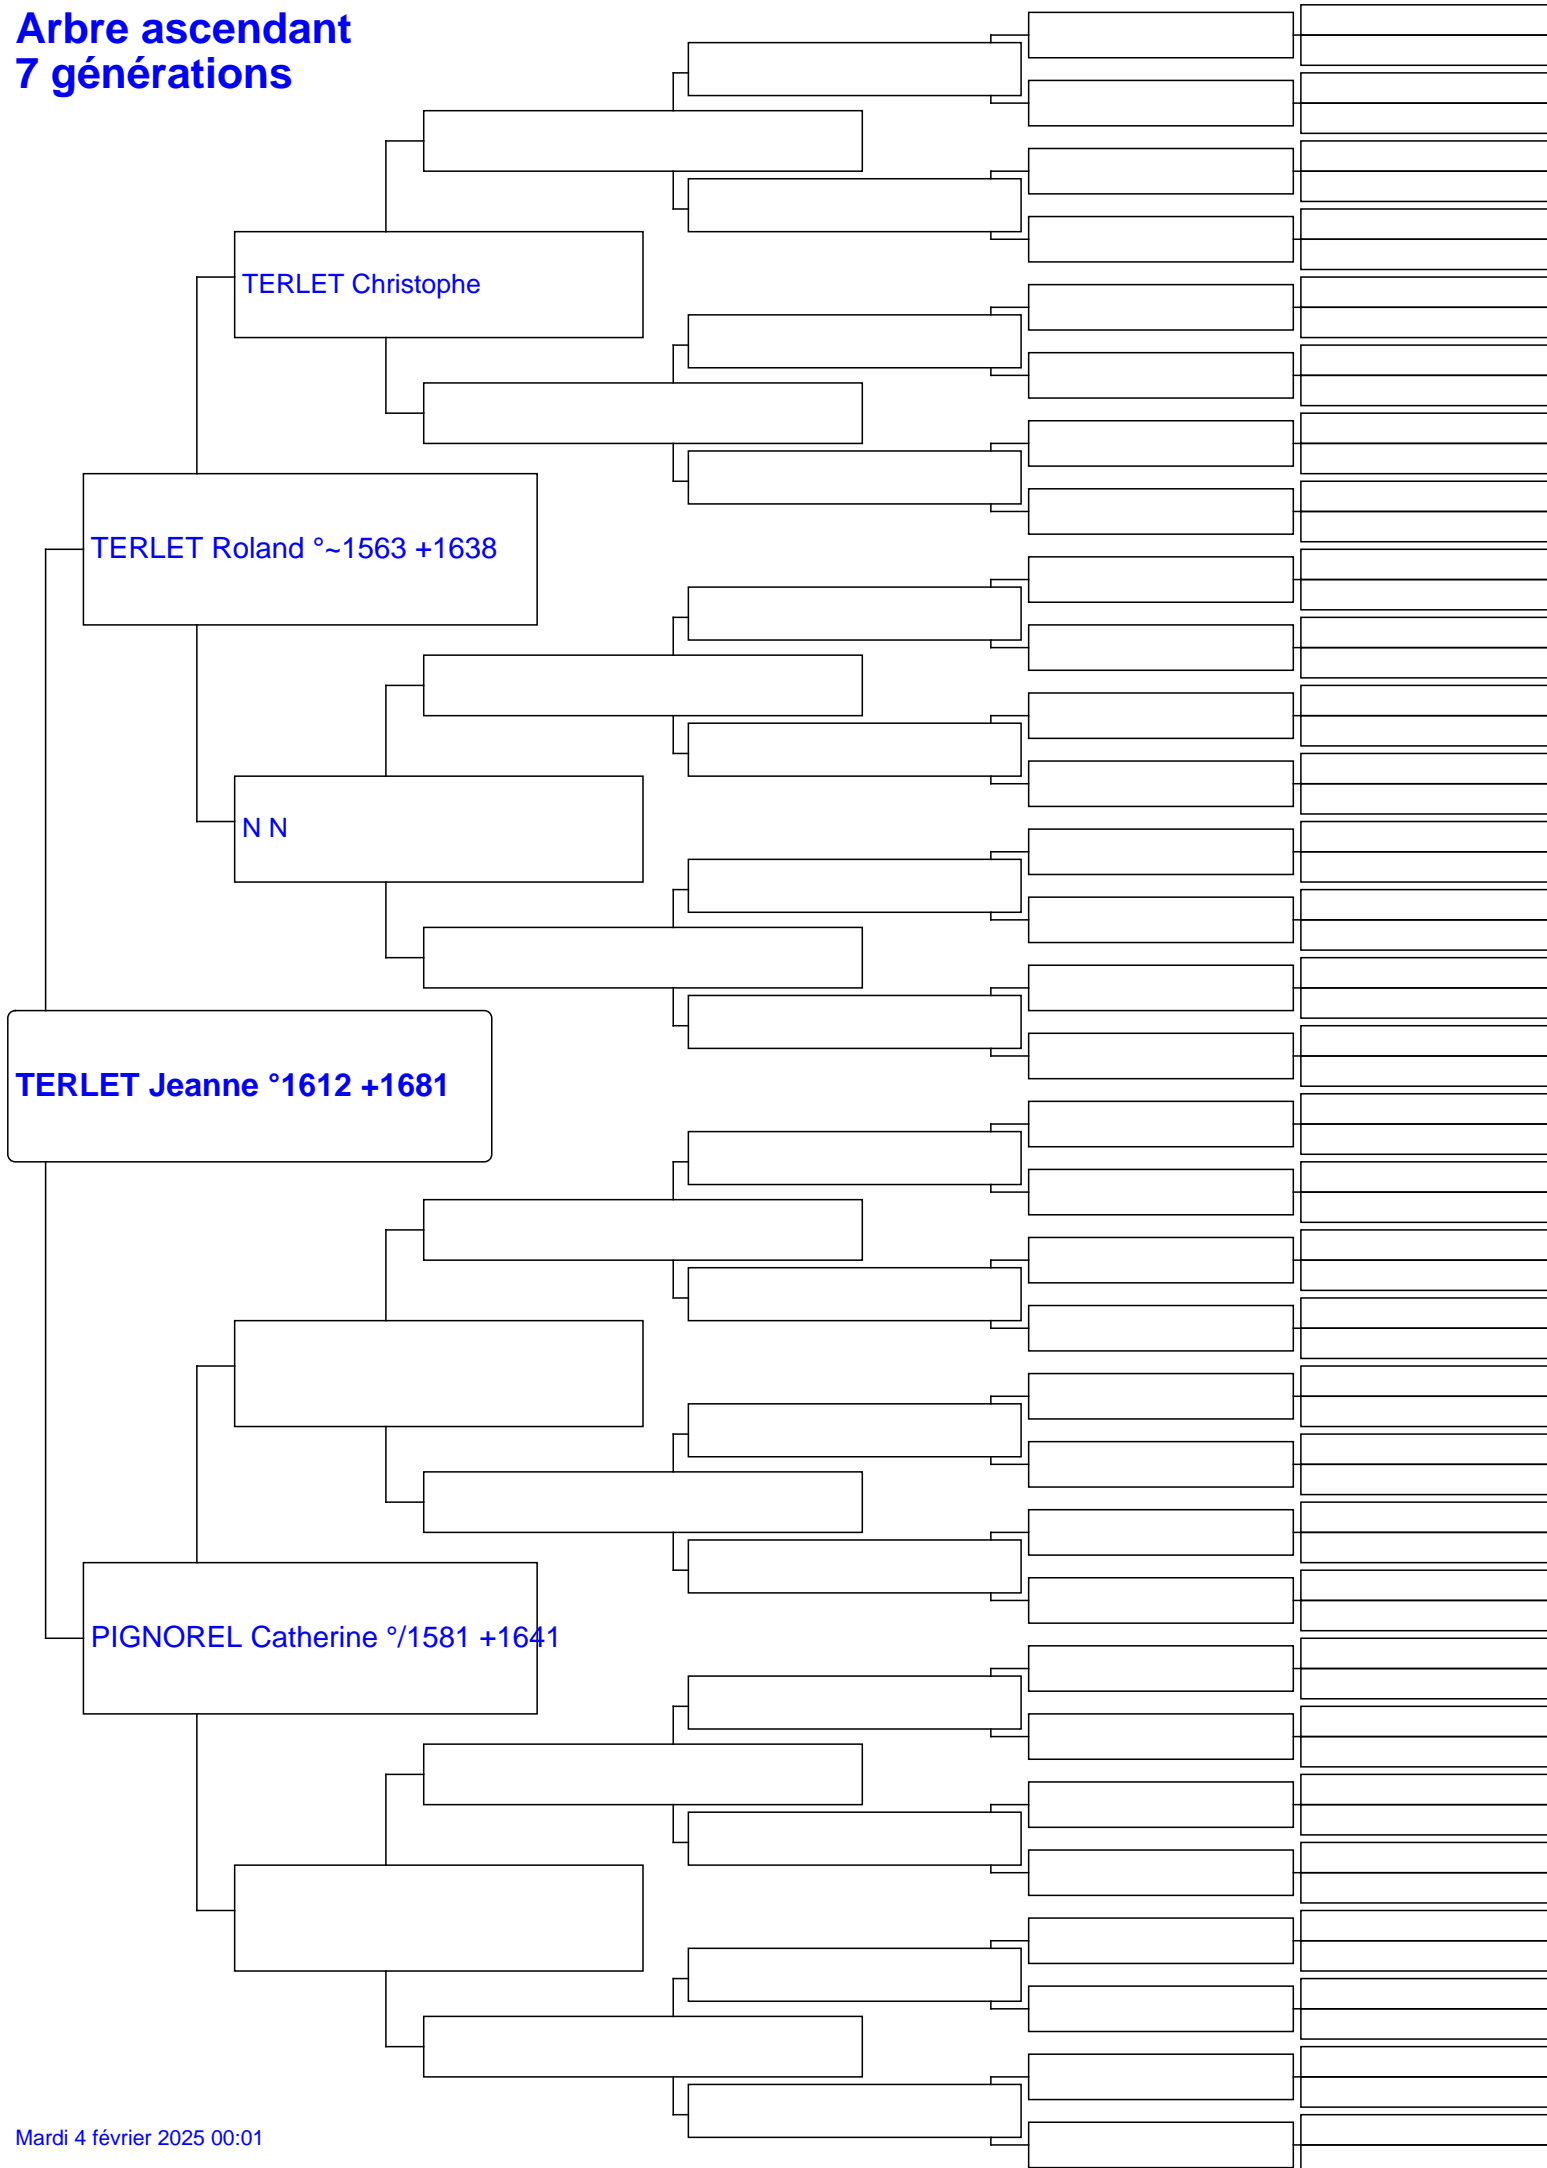 Arbre ascendant
7 générations
TERLET Christophe
TERLET Roland °~1563 +1638
N N
TERLET Jeanne °1612 +1681
PIGNOREL Catherine °/1581 +1641
Mardi 4 février 2025 00:01